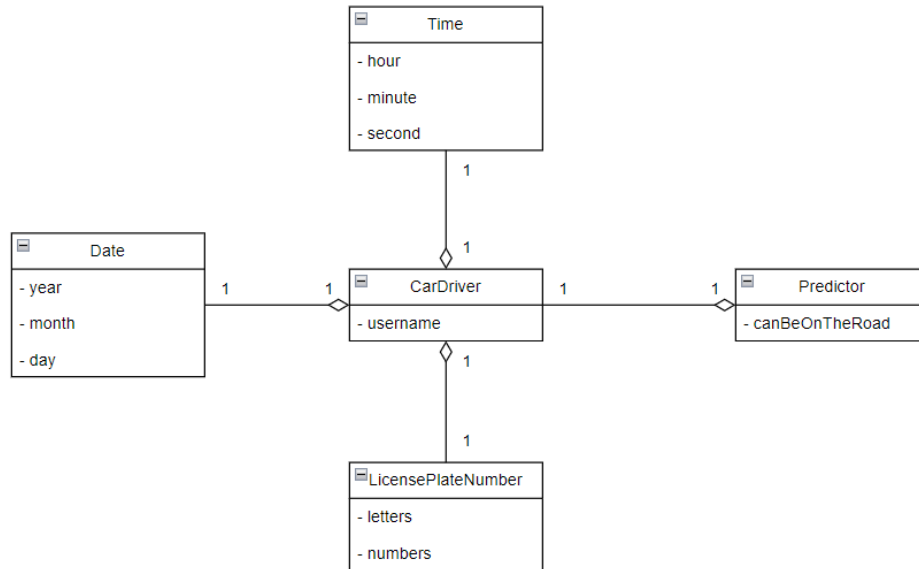 Time
- hour
- minute
- second
1
1
Date
- year
- month
- day
1
1
CarDriver
- username
1
1
Predictor
- canBeOnTheRoad
1
1
LicensePlateNumber
- letters
- numbers